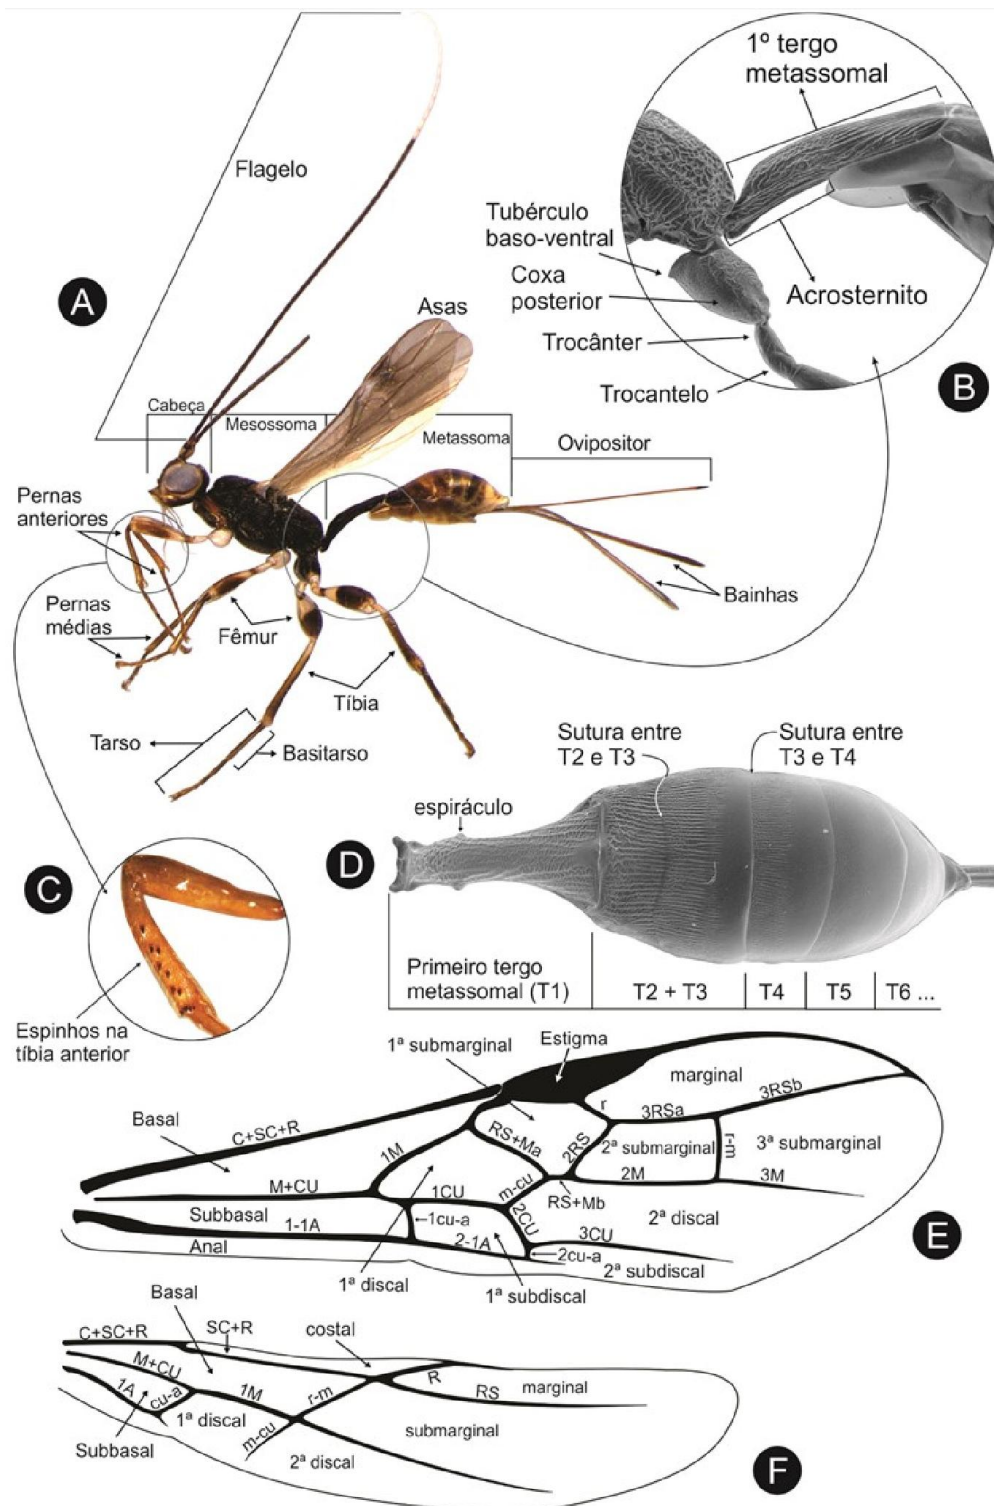 1º tergo
metassomal
Flagelo
Tubérculo
baso-ventral
Coxa
posterior
Acrosternito
A
Asas
Trocânter
Trocantelo
B
Cabeça
Mesossoma
Metassoma
Ovipositor
Pernas
anteriores
Pernas
médias
Fêmur
Bainhas
Tíbia
Tarso
Basitarso
Sutura entre
T2 e T3
Sutura entre
T3 e T4
espiráculo
D
C
Primeiro tergo
metassomal (T1)
T2 + T3
T4
T5
T6 ...
Espinhos na
tíbia anterior
1ª submarginal
Estigma
marginal
3RSb
Basal
C+SC+R
r
3RSa
RS+Ma
2RS
2ª submarginal
r-m
3ª submarginal
1M
2M
3M
M+CU
1CU
m-cu
RS+Mb
Subbasal
1cu-a
2CU
2ª discal
1-1A
2-1A
3CU
E
Anal
2cu-a
2ª subdiscal
1ª discal
1ª subdiscal
Basal
SC+R
costal
C+SC+R
M+CU
R
1A
cu-a
1M
r-m
RS
marginal
1ª discal
m-cu
submarginal
Subbasal
2ª discal
F